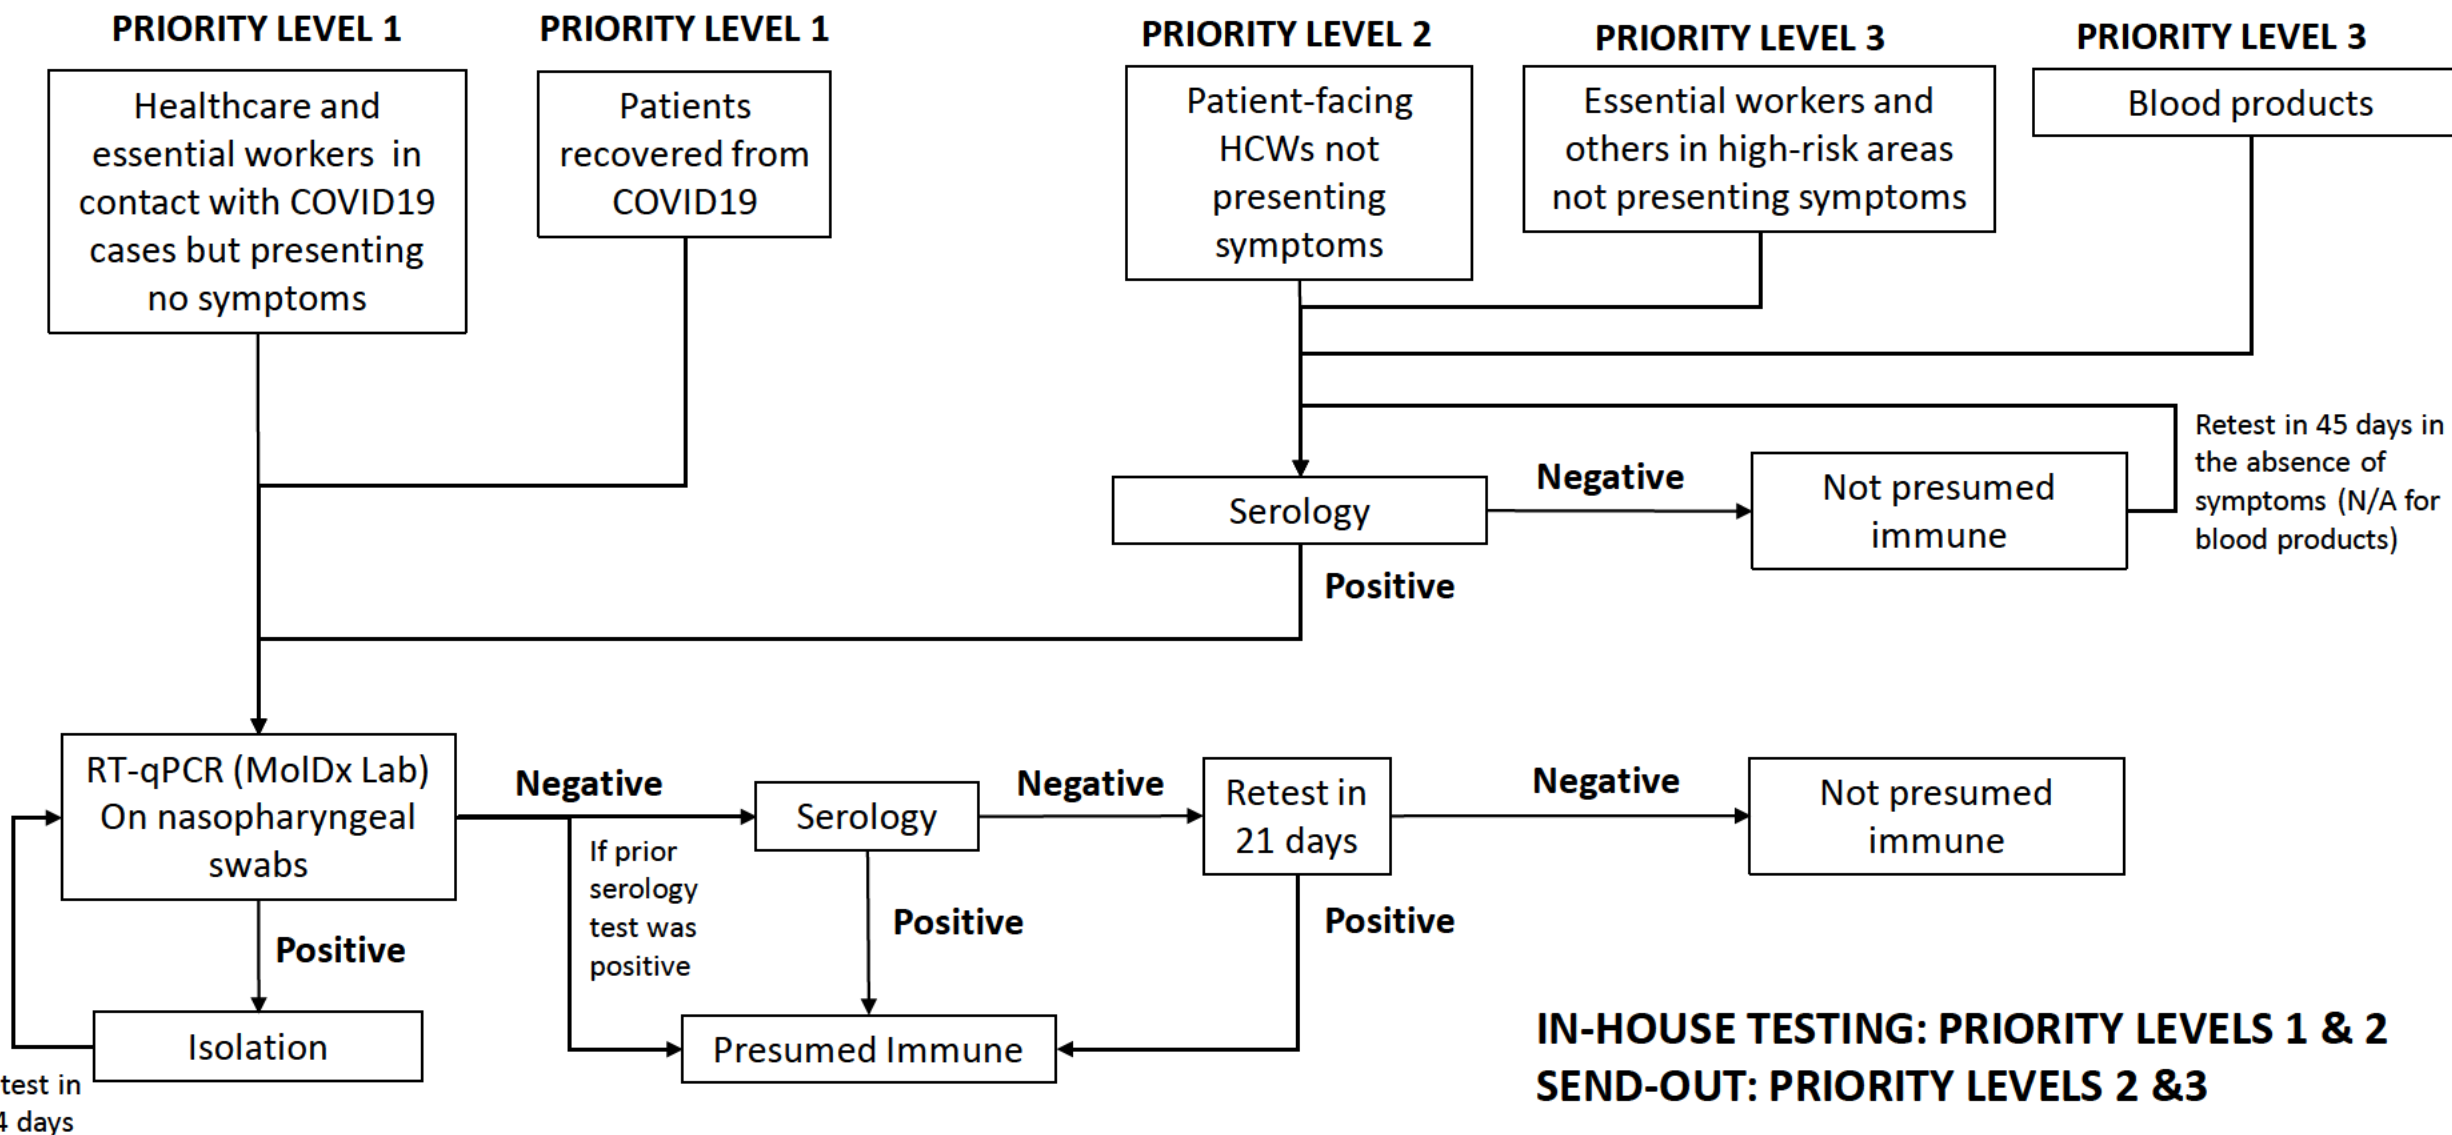 PRIORITY LEVEL 1
Healthcare and
essential workers in
contact with COVID19
cases but presenting
no symptoms
PRIORITY LEVEL 1
Patients
recovered from
COVID19
PRIORITY LEVEL 2
Patient-facing
HCWs not
presenting
symptoms
PRIORITY LEVEL 3
Essential workers and
others in high-risk areas
not presenting symptoms
PRIORITY LEVEL 3
Blood products
Serology
Negative
Not presumed
immune
Retest in 45 days in
the absence of
symptoms (N/A for
blood products)
Positive
RT-qPCR (MolDx Lab)
On nasopharyngeal
swabs
Negative
If prior
serology
test was
positive
Serology
Negative
Retest in
21 days
Negative
Not presumed
immune
Positive
Positive
Positive
Isolation
Presumed Immune
test in
4 days
IN-HOUSE TESTING: PRIORITY LEVELS 1 & 2
SEND-OUT: PRIORITY LEVELS 2 &3